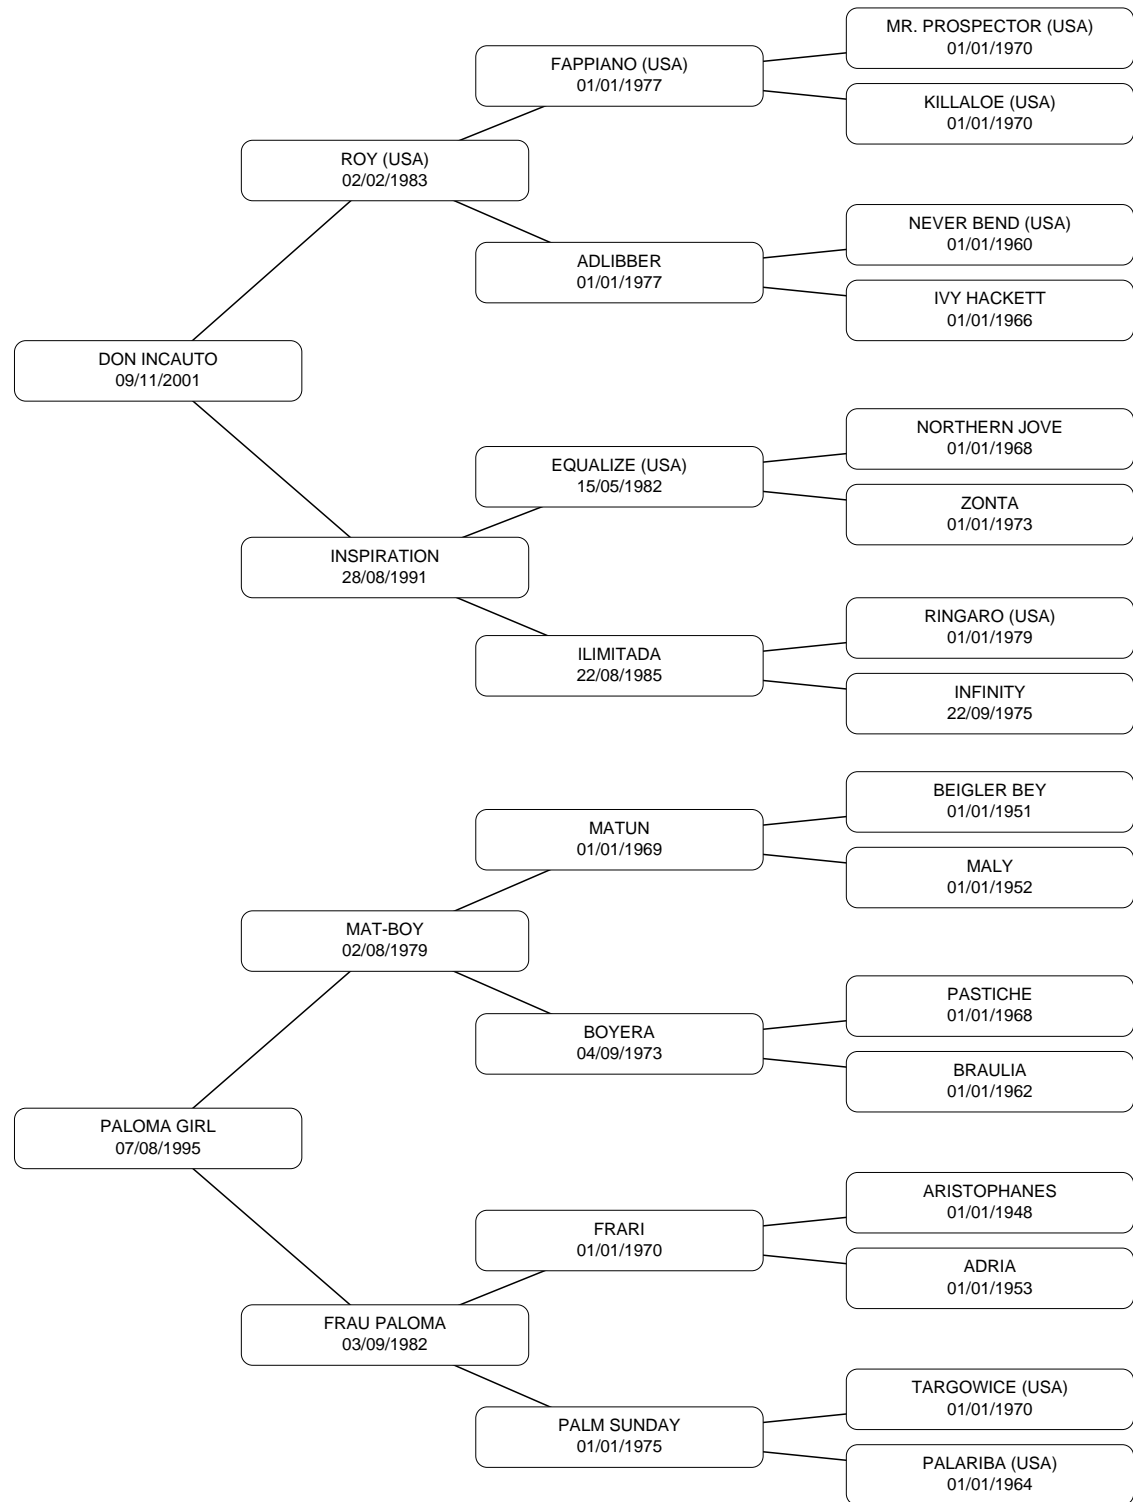 MR. PROSPECTOR (USA)
01/01/1970
FAPPIANO (USA)
01/01/1977
KILLALOE (USA)
01/01/1970
ROY (USA)
02/02/1983
NEVER BEND (USA)
01/01/1960
ADLIBBER
01/01/1977
IVY HACKETT
01/01/1966
DON INCAUTO
09/11/2001
NORTHERN JOVE
01/01/1968
EQUALIZE (USA)
15/05/1982
ZONTA
01/01/1973
INSPIRATION
28/08/1991
RINGARO (USA)
01/01/1979
ILIMITADA
22/08/1985
INFINITY
22/09/1975
BEIGLER BEY
01/01/1951
MATUN
01/01/1969
MALY
01/01/1952
MAT-BOY
02/08/1979
PASTICHE
01/01/1968
BOYERA
04/09/1973
BRAULIA
01/01/1962
PALOMA GIRL
07/08/1995
ARISTOPHANES
01/01/1948
FRARI
01/01/1970
ADRIA
01/01/1953
FRAU PALOMA
03/09/1982
TARGOWICE (USA)
01/01/1970
PALM SUNDAY
01/01/1975
PALARIBA (USA)
01/01/1964